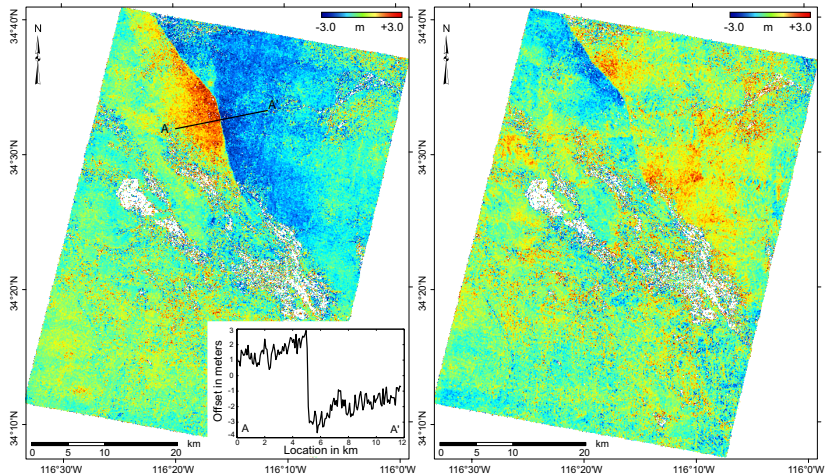 34°40'N
N
-3.0 m +3.0
A A'
34°30'N
34°20'N
34°10'N
Offset in meters
3
2
1
0
-1
-2
-3
-4
A A'
0 2 4 6 8 10 12
Location in km
km
0 5 10 20
116°30'W 116°20'W 116°10'W 116°0'W
34°40'N
N
-3.0 m +3.0
34°30'N
34°20'N
34°10'N
km
0 5 10 20
116°30'W 116°20'W 116°10'W 116°0'W